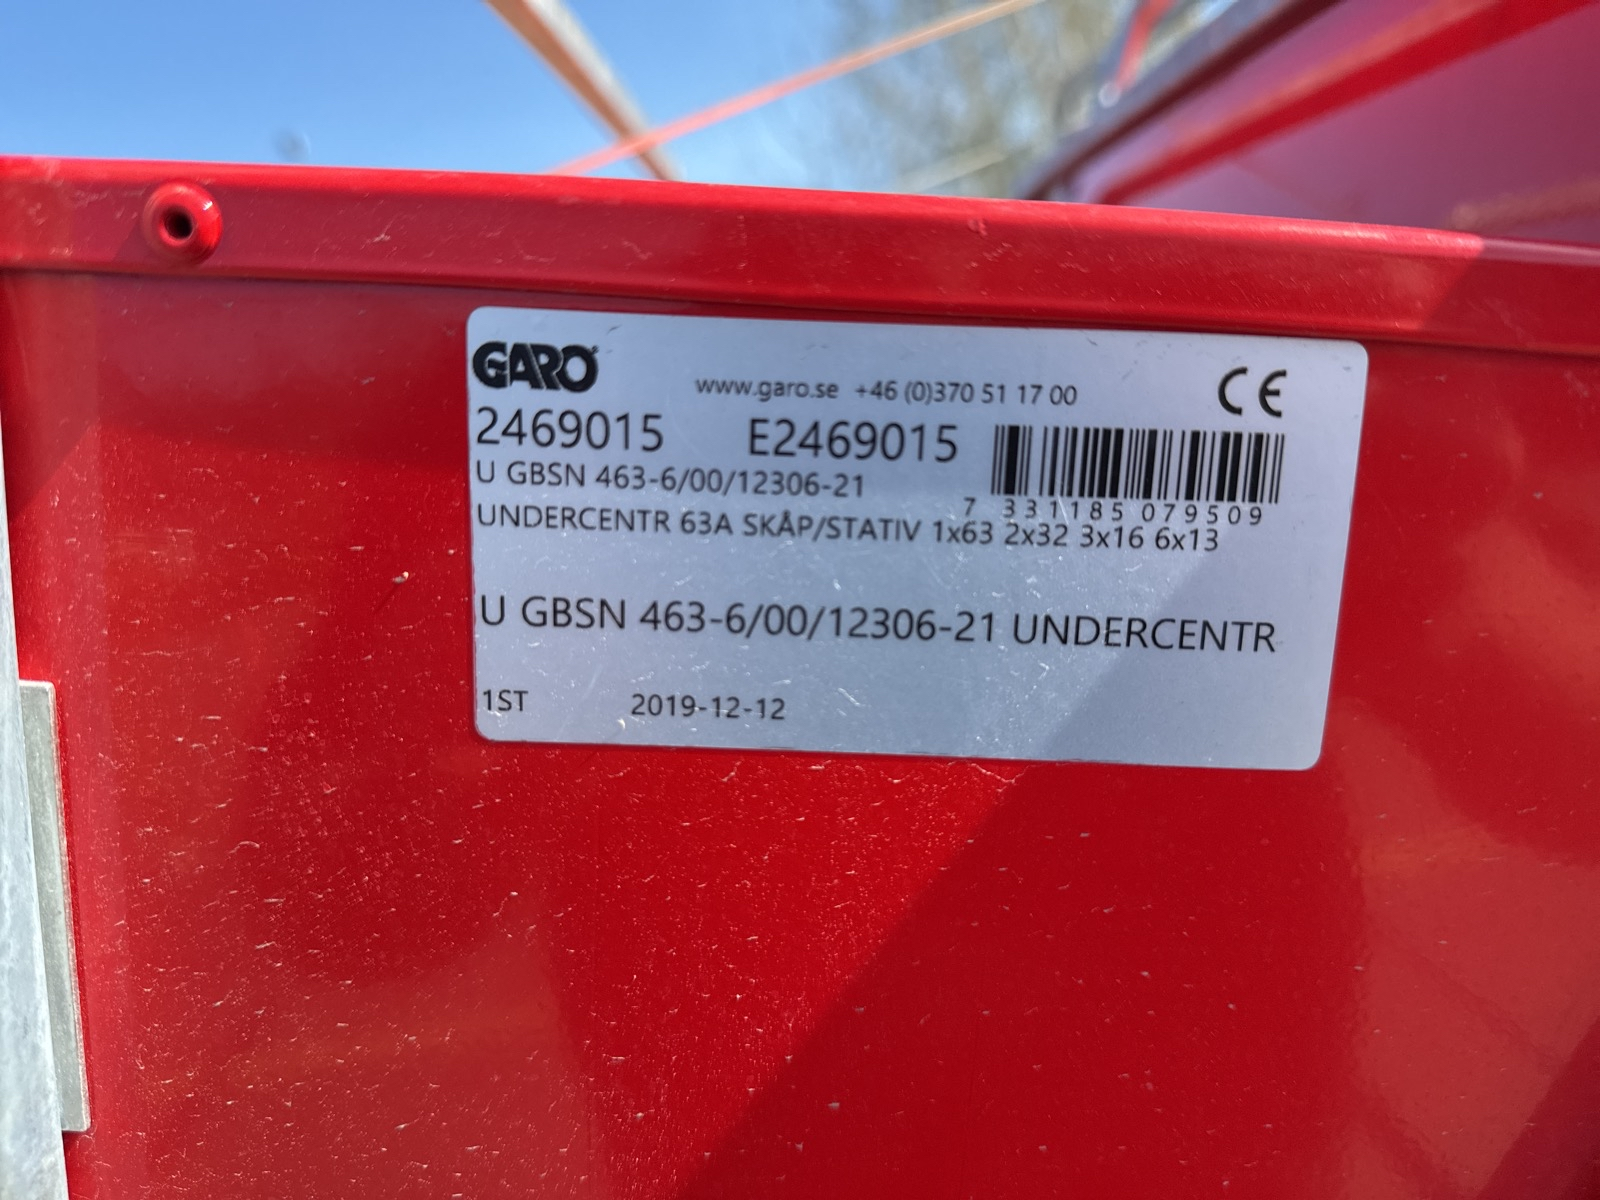 GARO
www.garo.se +46 (0)370 51 17 00
CE
2469015 E2469015
U GBSN 463-6/00/12306-21
7 331185 079509
UNDERCENTR 63A SKÅP/STATIV 1x63 2x32 3x16 6x13
U GBSN 463-6/00/12306-21 UNDERCENTR
1ST 2019-12-12